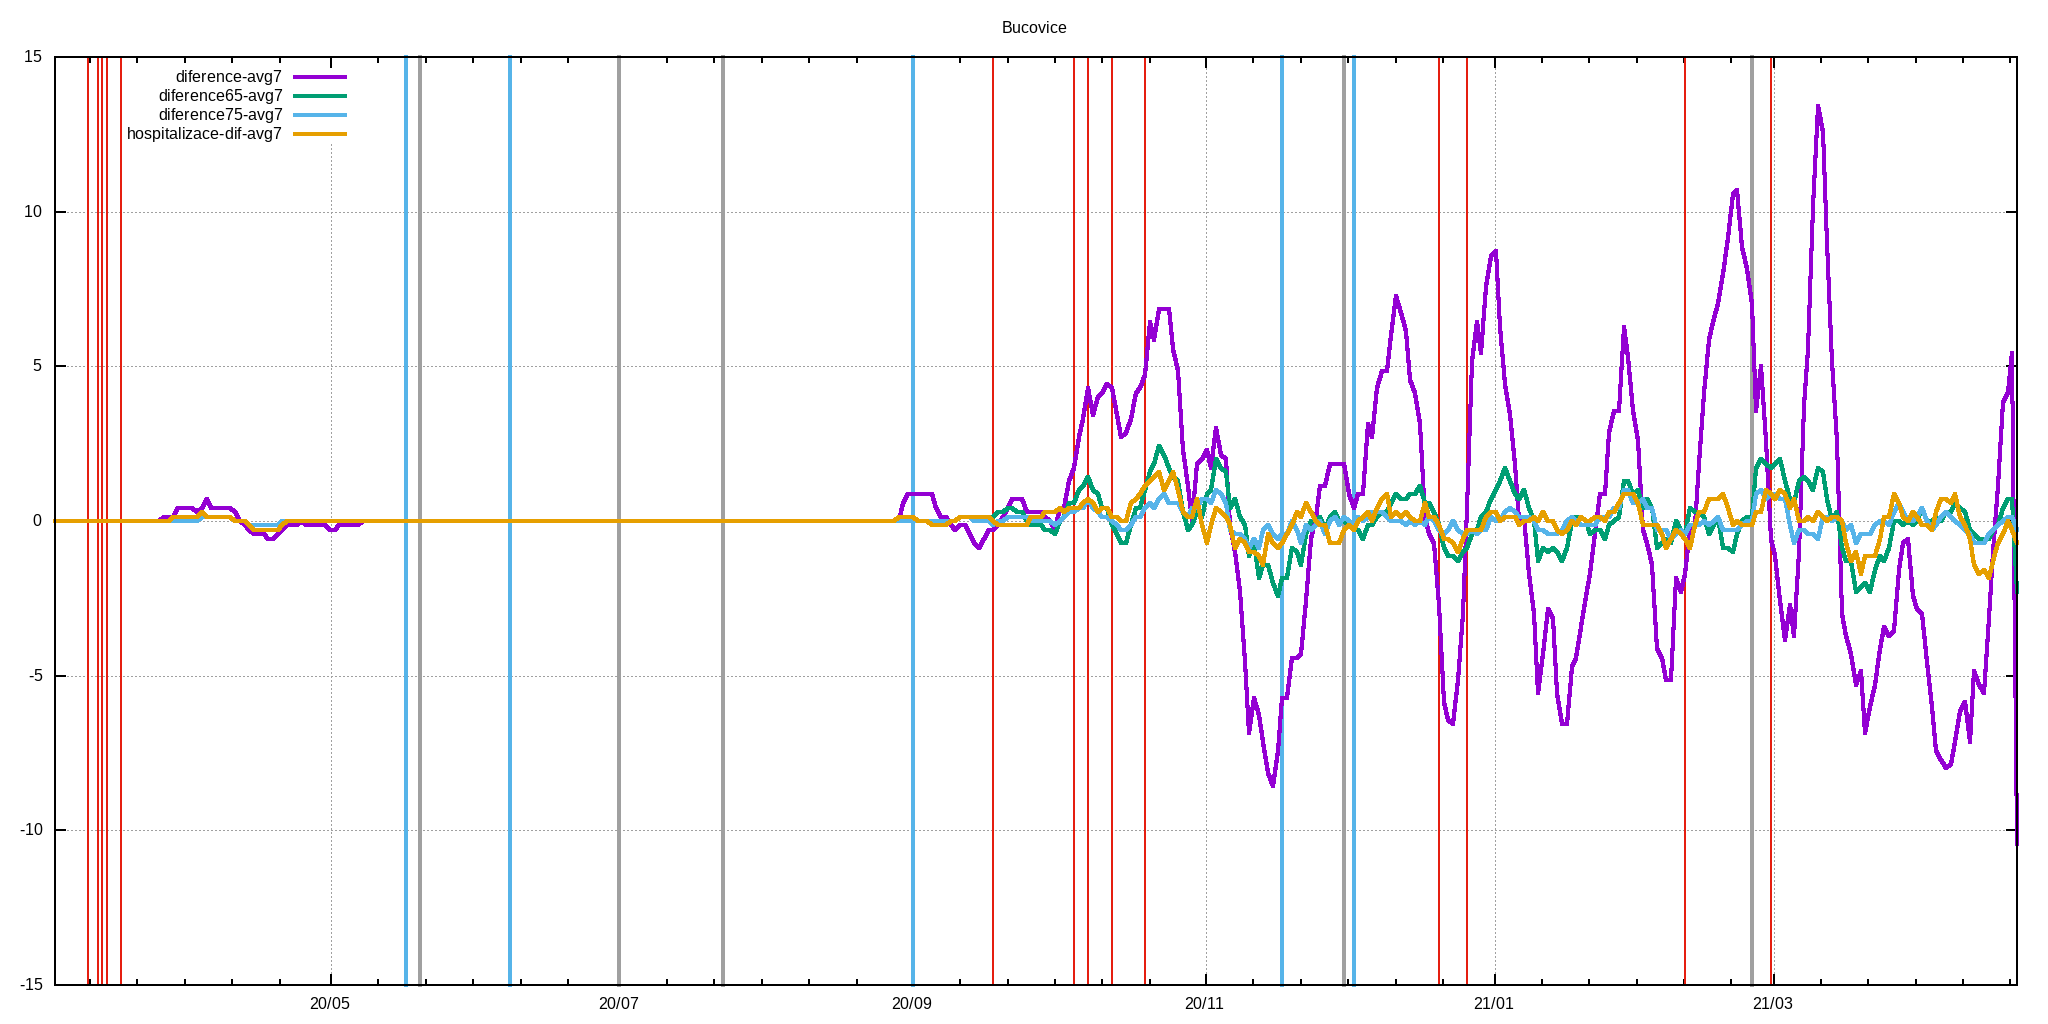 Bucovice
15
diference-avg7
diference65-avg7
diference75-avg7
hospitalizace-dif-avg7
10
5
0
-5
-10
-15
20/05 20/07 20/09 20/11 21/01 21/03